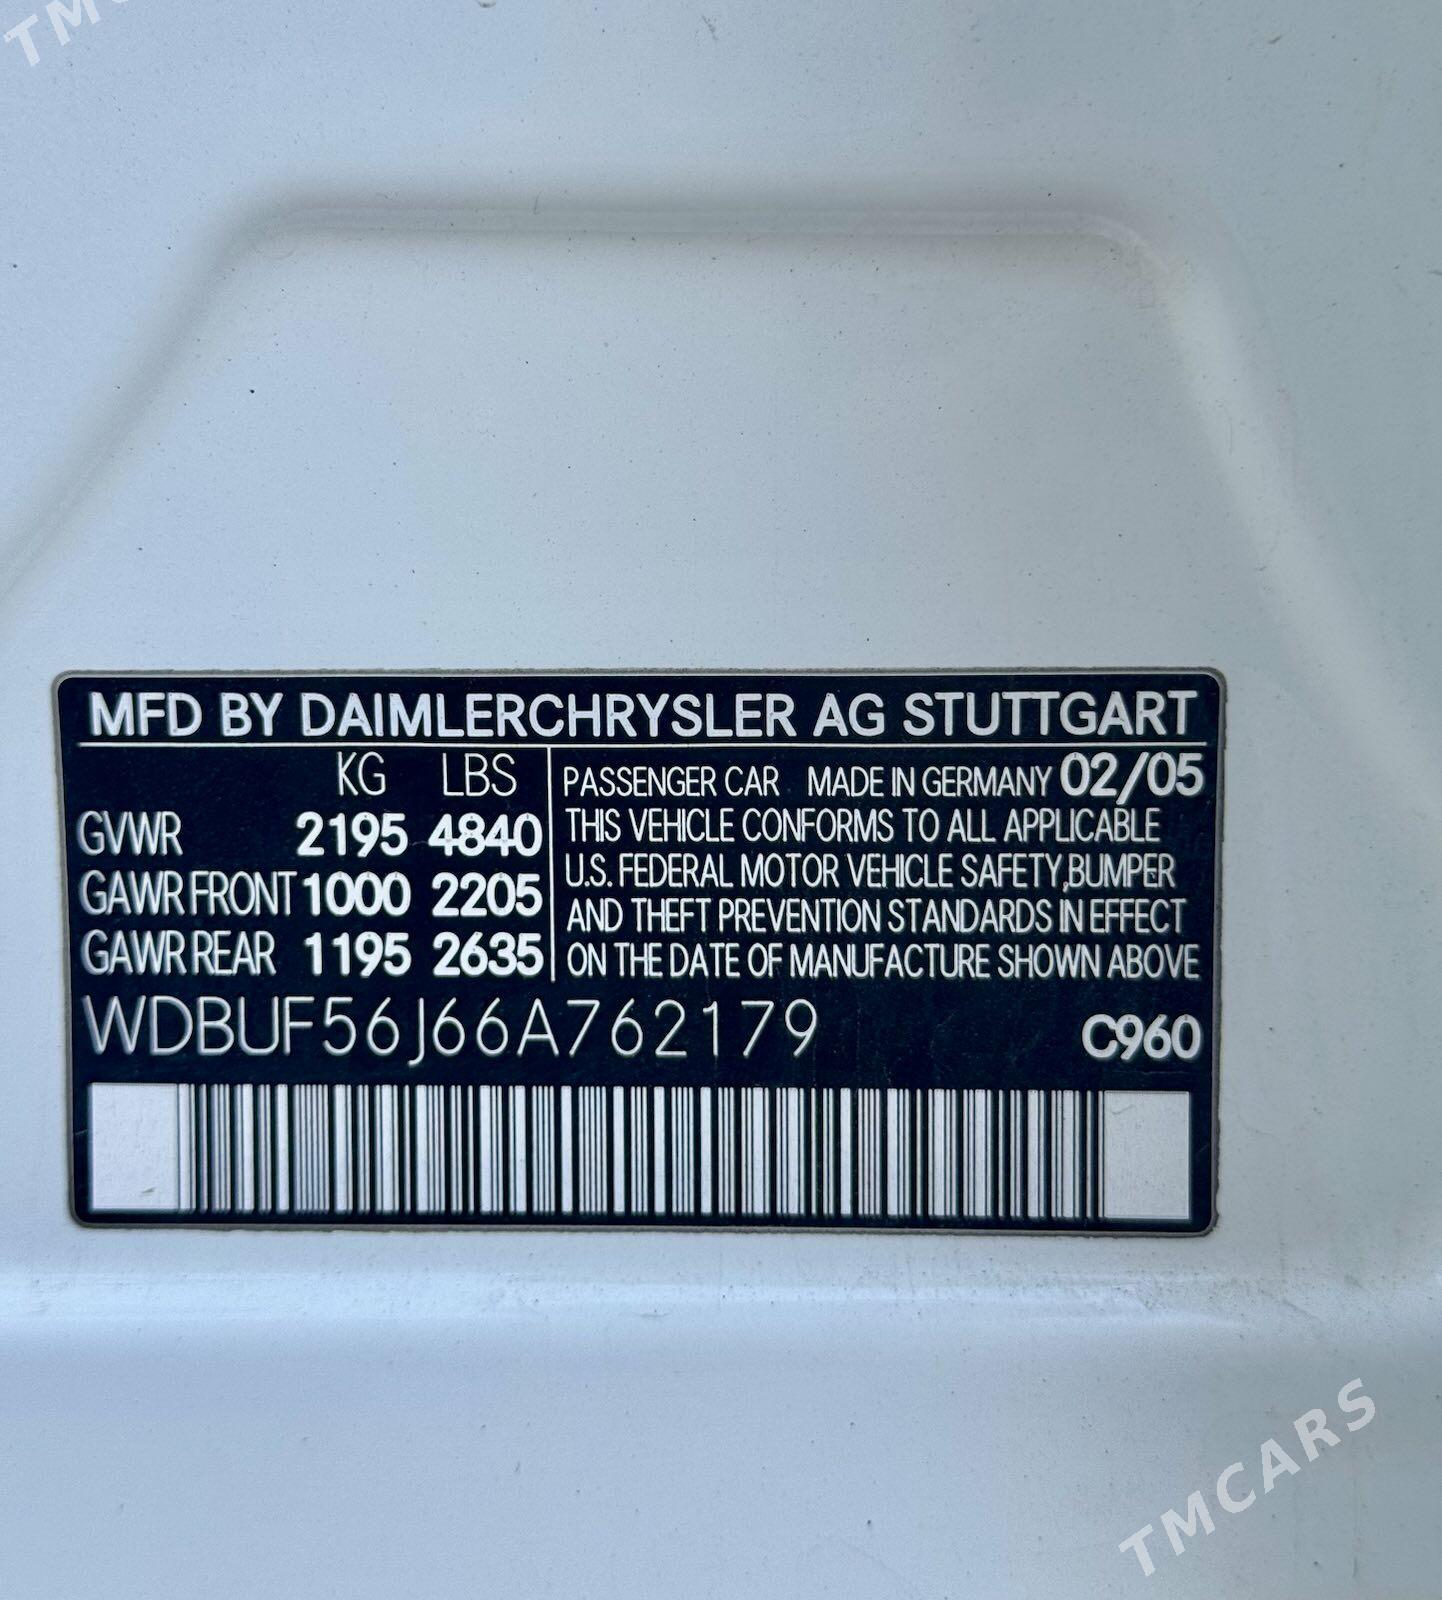 TMCARS
MFD BY DAIMLERCHRYSLER AG STUTTGART
KG LBS
GVWR 2195 4840
GAWR FRONT 1000 2205
GAWR REAR 1195 2635
PASSENGER CAR MADE IN GERMANY 02/05
THIS VEHICLE CONFORMS TO ALL APPLICABLE
U.S. FEDERAL MOTOR VEHICLE SAFETY,BUMPER
AND THEFT PREVENTION STANDARDS IN EFFECT
ON THE DATE OF MANUFACTURE SHOWN ABOVE
WDBUF56J66A762179 C960